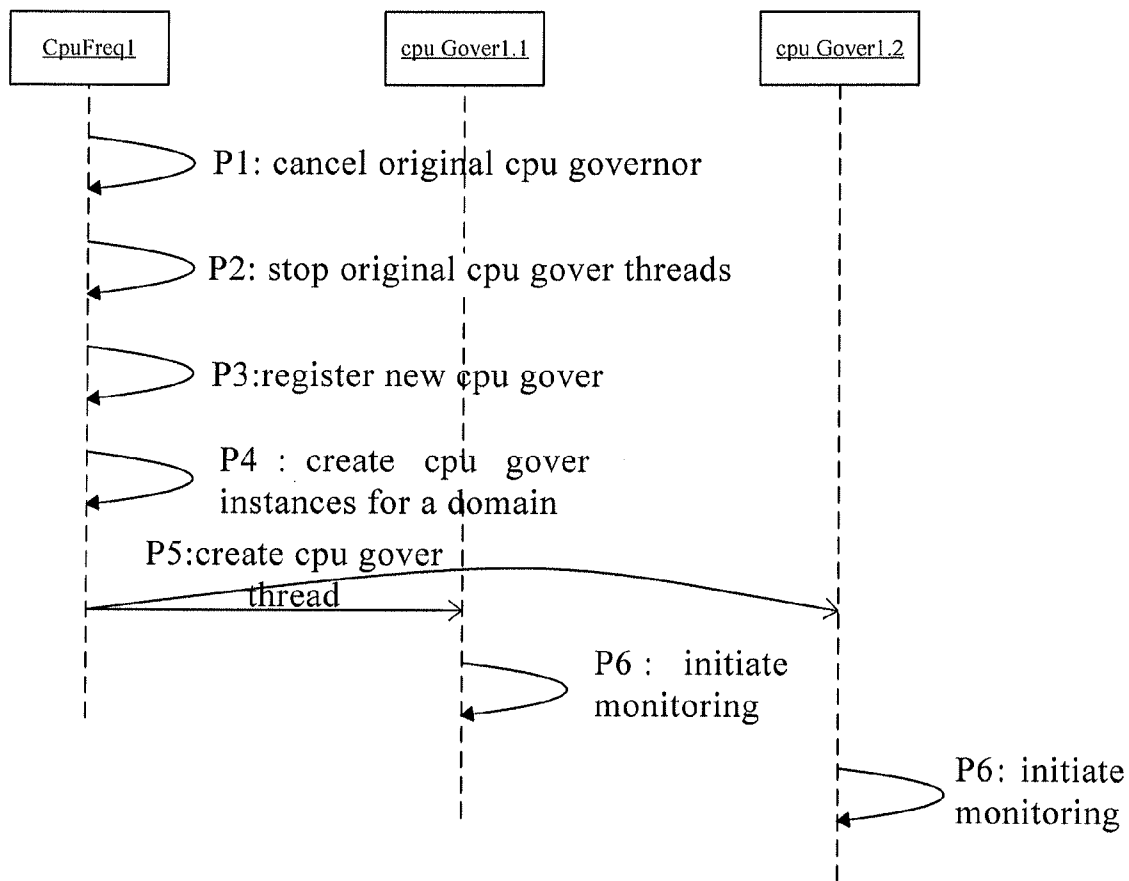 CpuFreq1
cpu Gover1.1
cpu Gover1.2
P1: cancel original cpu governor
P2: stop original cpu gover threads
P3:register new cpu gover
P4 : create cpu gover
instances for a domain
P5:create cpu gover
thread
P6 : initiate
monitoring
P6: initiate
monitoring